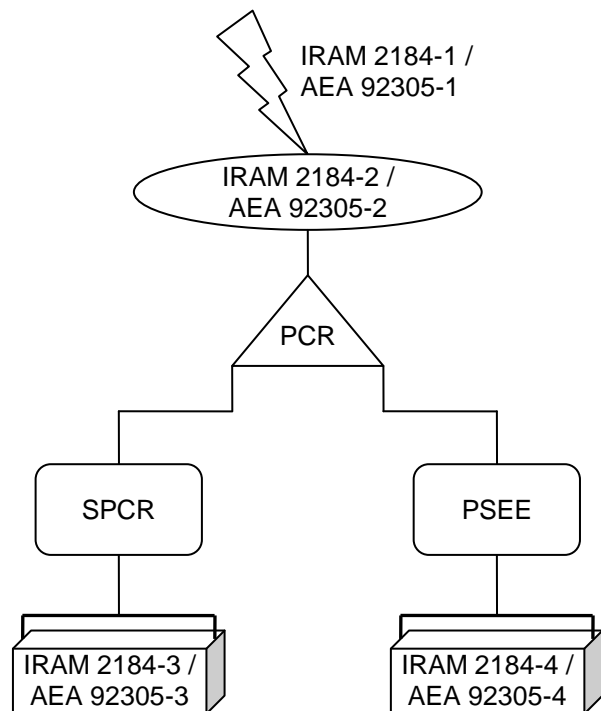 IRAM 2184-1 /
AEA 92305-1
IRAM 2184-2 /
AEA 92305-2
PCR
SPCR
PSEE
IRAM 2184-3 /
AEA 92305-3
IRAM 2184-4 /
AEA 92305-4